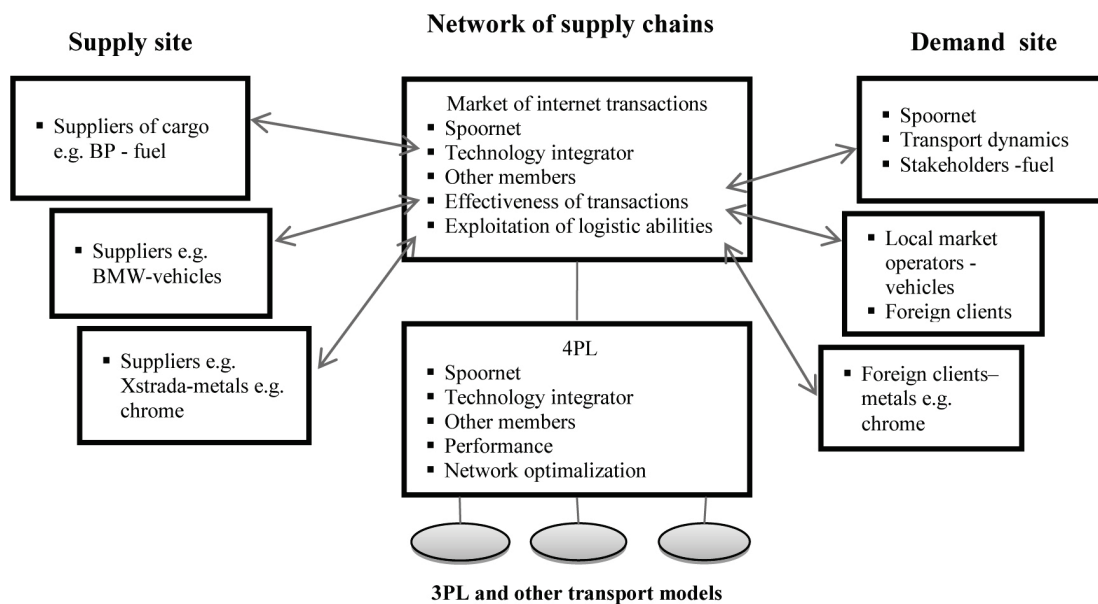 Network of supply chains
Supply site
Demand site
▪ Suppliers of cargo
e.g. BP - fuel
▪ Suppliers e.g.
BMW-vehicles
▪ Suppliers e.g.
Xstrada-metals e.g.
chrome
Market of internet transactions
▪ Spoornet
▪ Technology integrator
▪ Other members
▪ Effectiveness of transactions
▪ Exploitation of logistic abilities
4PL
▪ Spoornet
▪ Technology integrator
▪ Other members
▪ Performance
▪ Network optimalization
▪ Spoornet
▪ Transport dynamics
▪ Stakeholders -fuel
▪ Local market
operators -
vehicles
▪ Foreign clients
▪ Foreign clients–
metals e.g.
chrome
3PL and other transport models